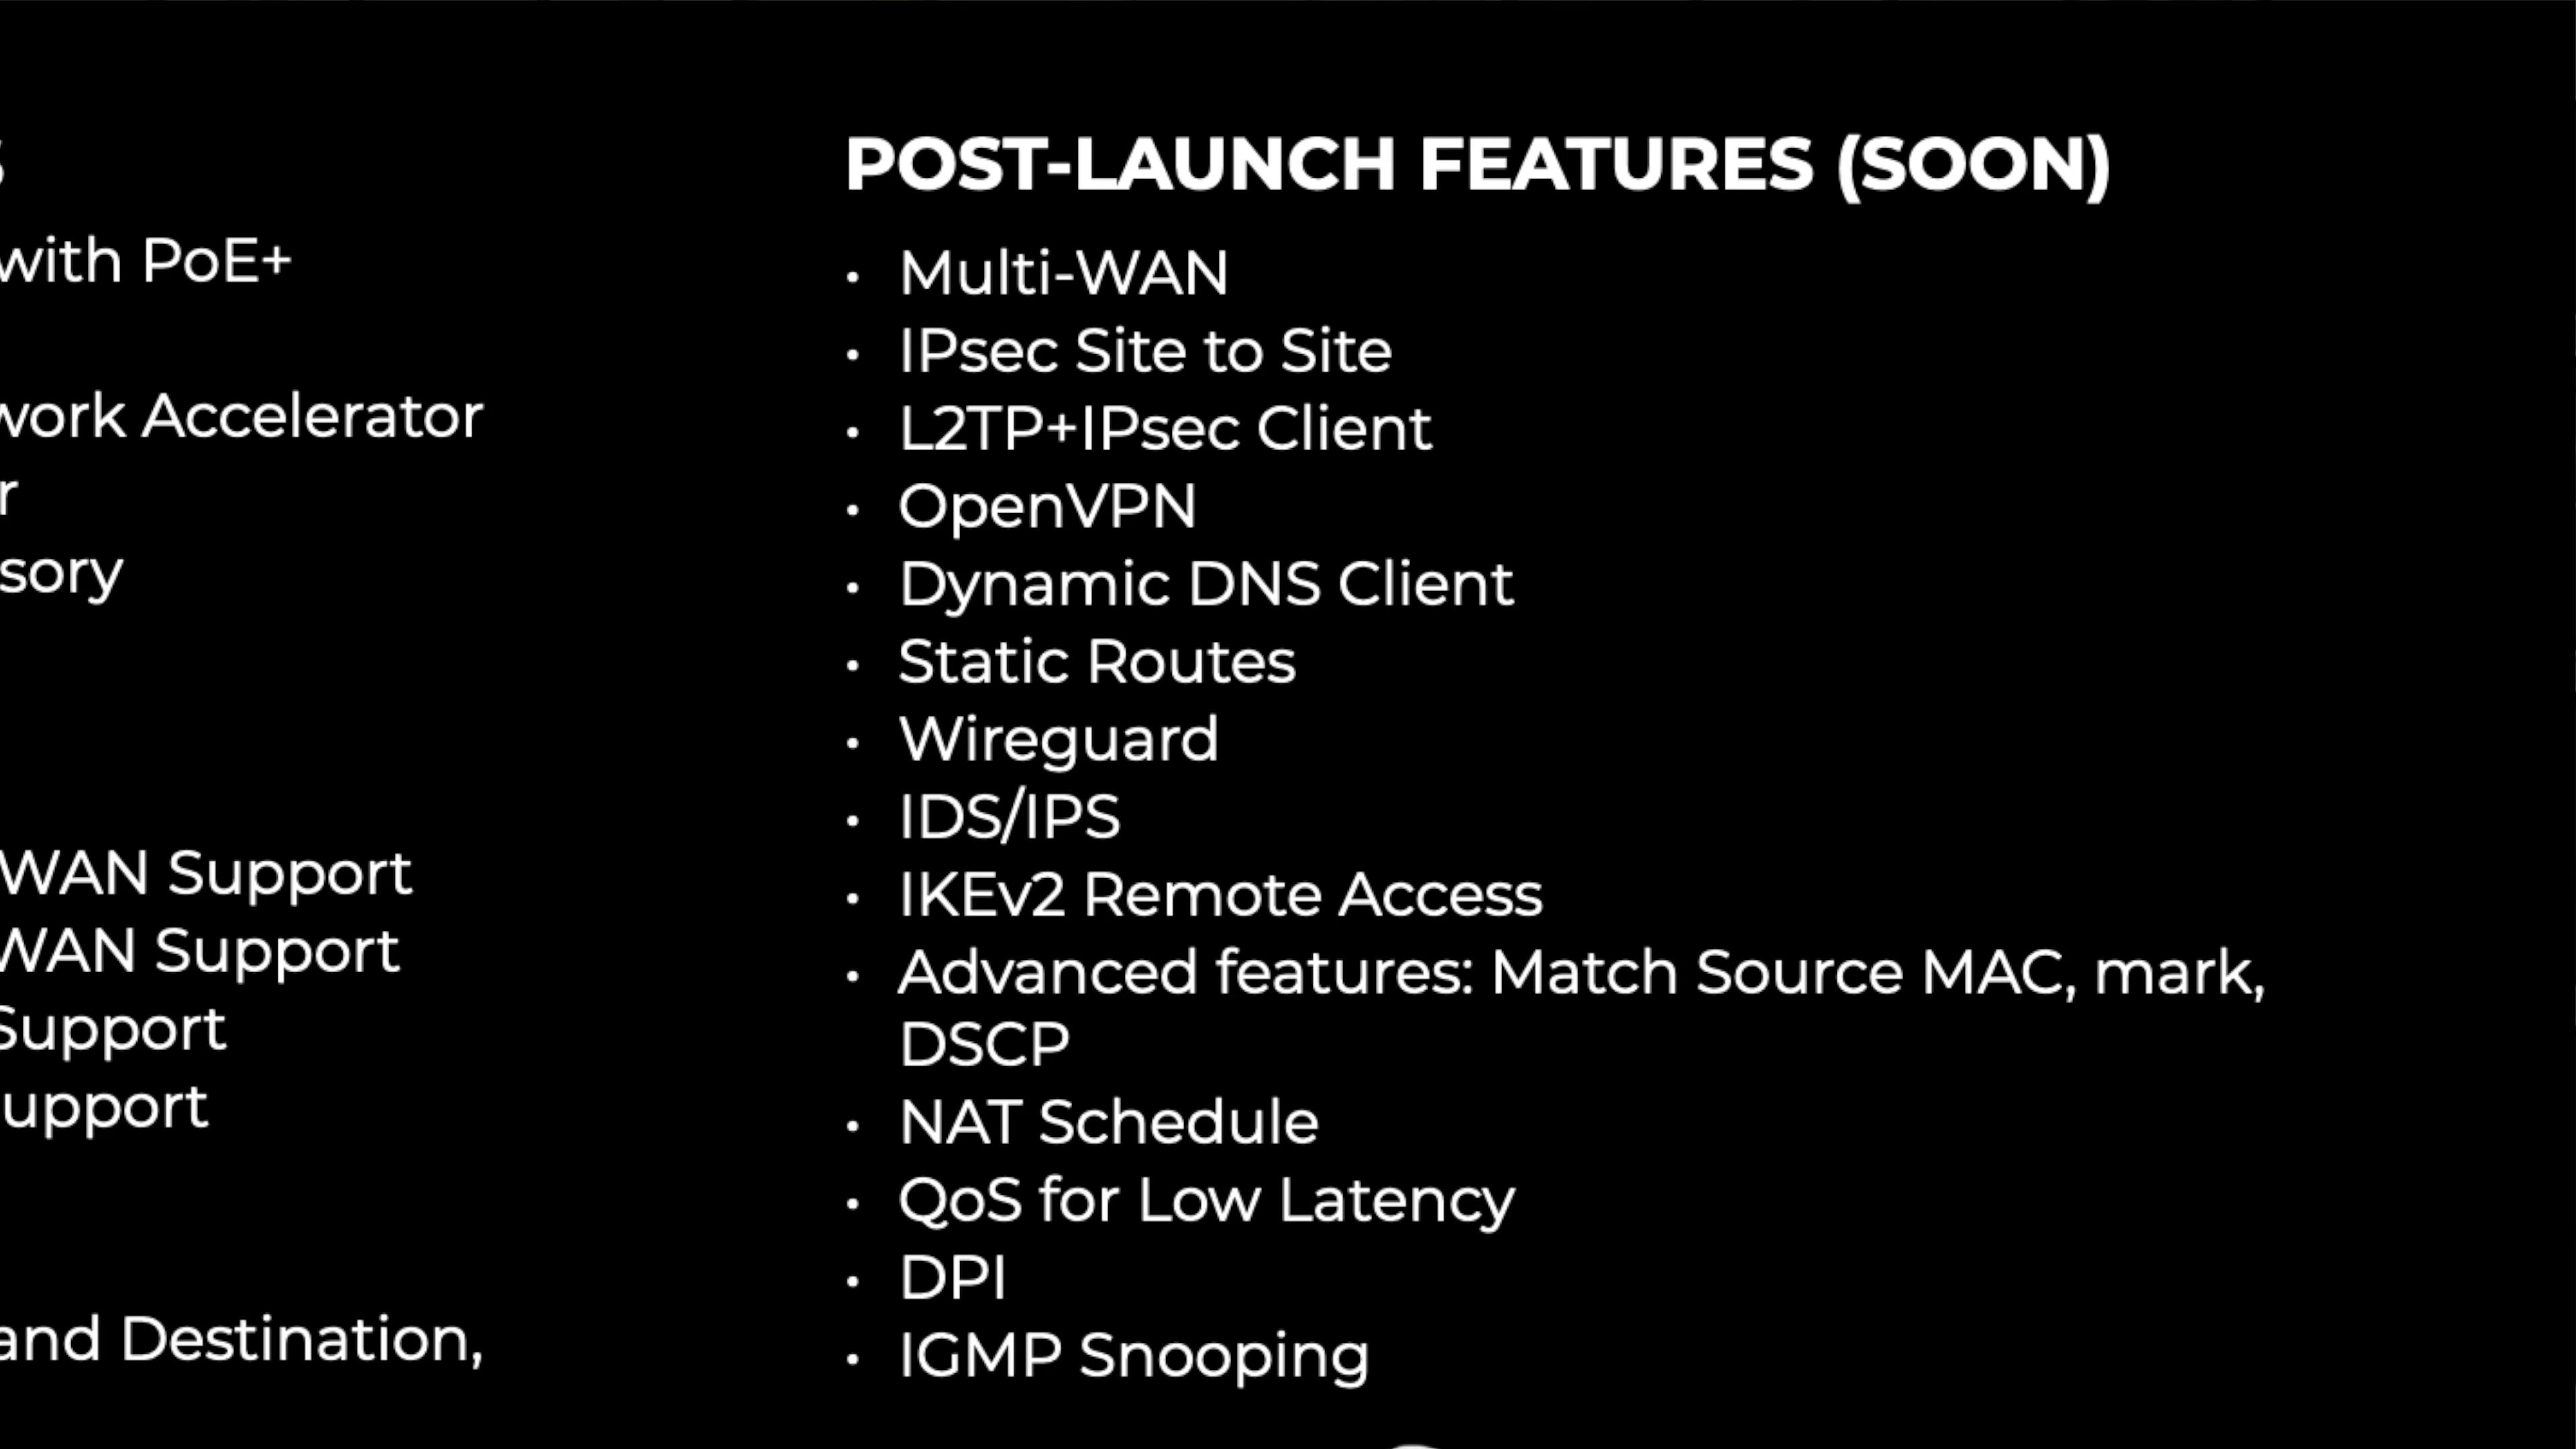 with PoE+
work Accelerator
r
sory
WAN Support
WAN Support
Support
upport
and Destination,
POST-LAUNCH FEATURES (SOON)
• Multi-WAN
• IPsec Site to Site
• L2TP+IPsec Client
• OpenVPN
• Dynamic DNS Client
• Static Routes
• Wireguard
• IDS/IPS
• IKEv2 Remote Access
• Advanced features: Match Source MAC, mark,
DSCP
• NAT Schedule
• QoS for Low Latency
• DPI
• IGMP Snooping